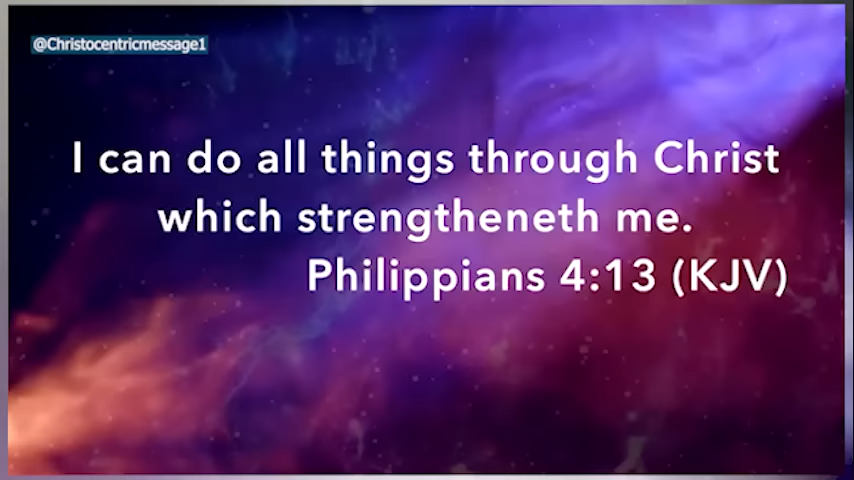 @Christocentricmessage1
I can do all things through Christ
which strengtheneth me.
Philippians 4:13 (KJV)